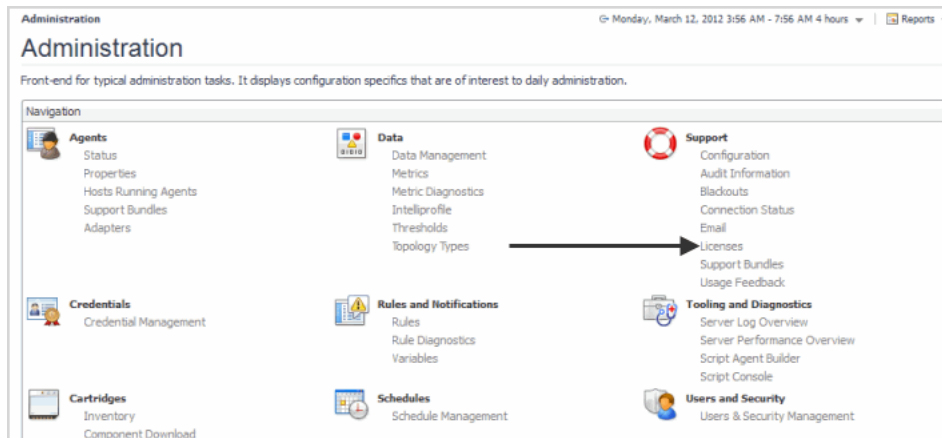 Administration
Monday, March 12, 2012 3:56 AM - 7:56 AM 4 hours
Reports
Administration
Front-end for typical administration tasks. It displays configuration specifics that are of interest to daily administration.
Navigation
Agents
Status
Properties
Hosts Running Agents
Support Bundles
Adapters
Data
Data Management
Metrics
Metric Diagnostics
Intelliprofile
Thresholds
Topology Types
Support
Configuration
Audit Information
Blackouts
Connection Status
Email
Licenses
Support Bundles
Usage Feedback
Credentials
Credential Management
Rules and Notifications
Rules
Rule Diagnostics
Variables
Tooling and Diagnostics
Server Log Overview
Server Performance Overview
Script Agent Builder
Script Console
Cartridges
Inventory
Component Download
Schedules
Schedule Management
Users and Security
Users & Security Management